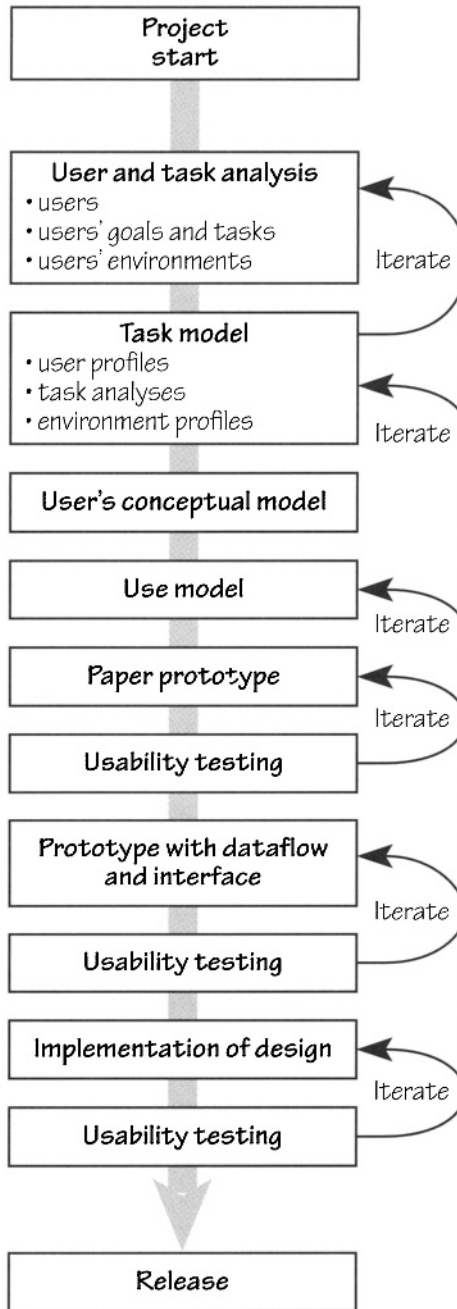 Project
start
User and task analysis
• users
• users' goals and tasks
• users' environments
Iterate
Task model
• user profiles
• task analyses
• environment profiles
Iterate
User's conceptual model
Use model
Iterate
Paper prototype
Iterate
Usability testing
Prototype with dataflow
and interface
Iterate
Usability testing
Implementation of design
Iterate
Usability testing
Release